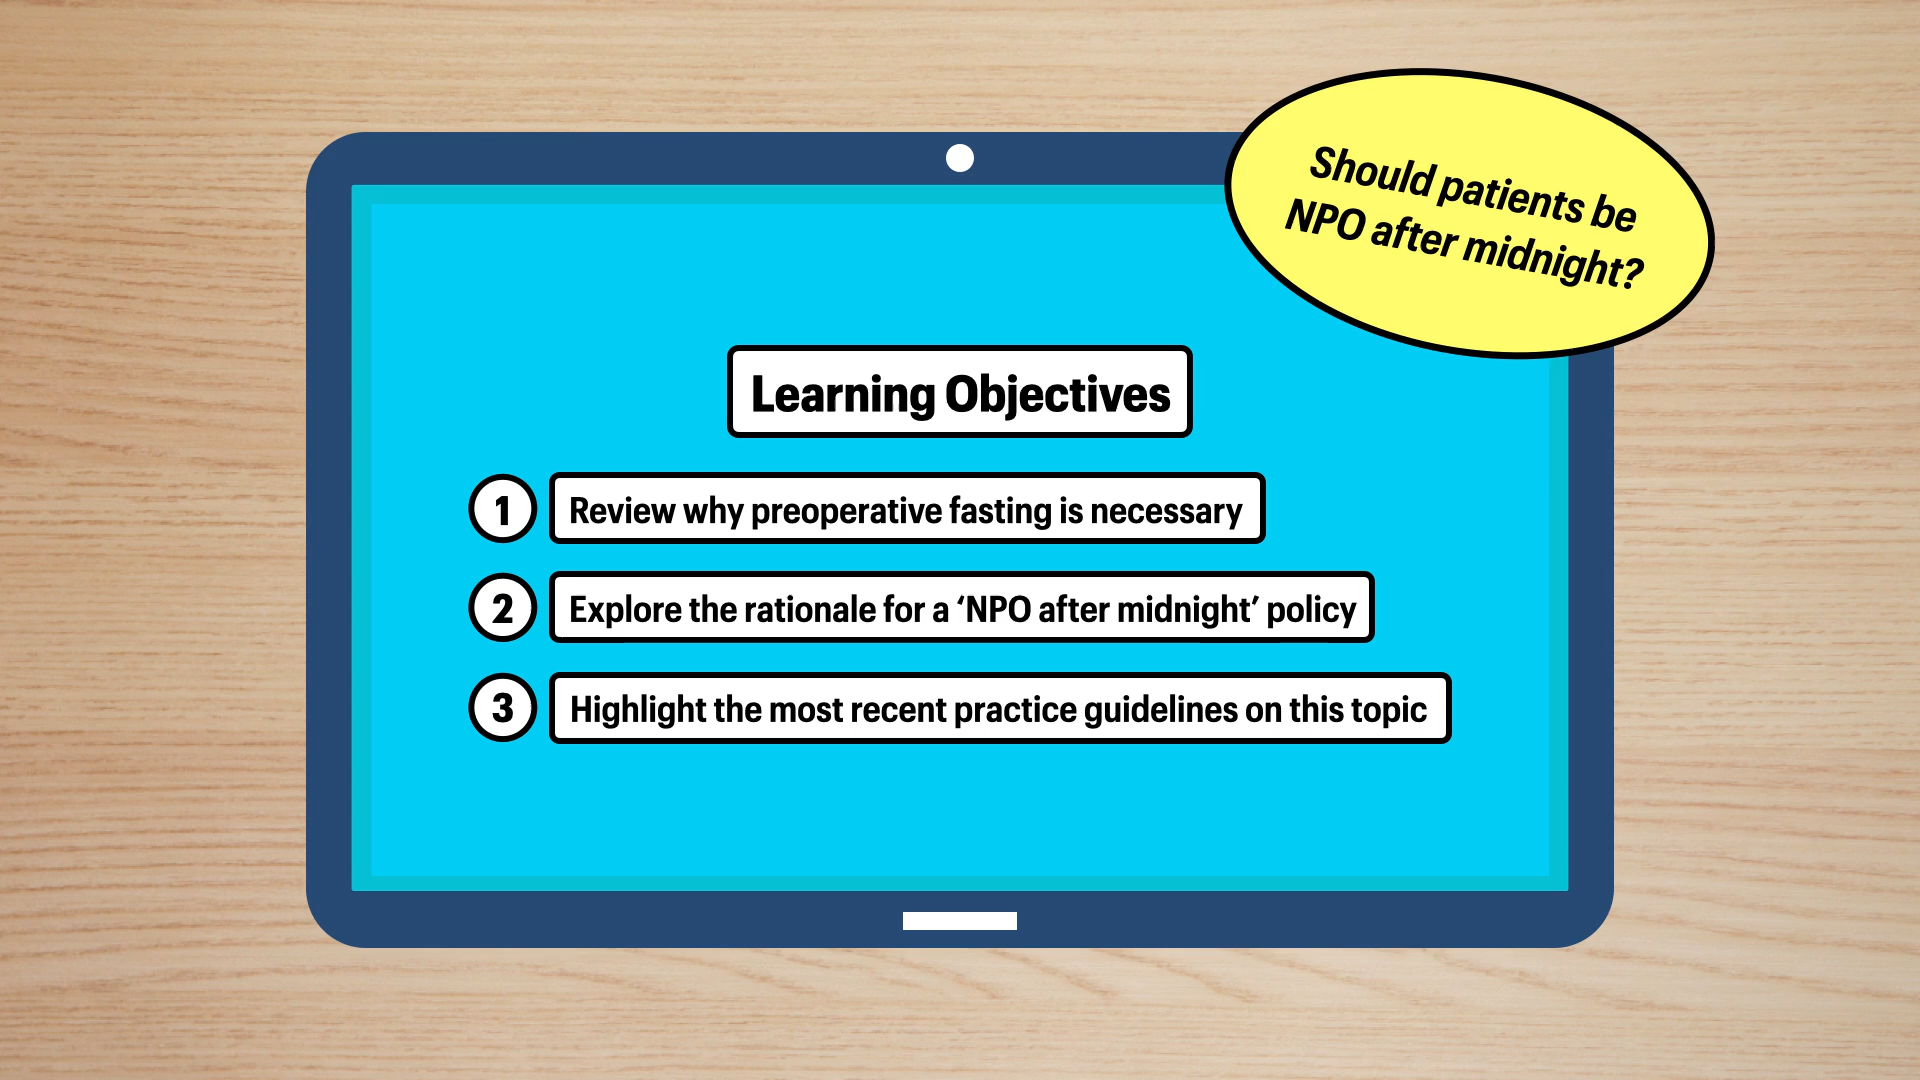 Should patients be
NPO after midnight?
Learning Objectives
1 Review why preoperative fasting is necessary
2 Explore the rationale for a ‘NPO after midnight’ policy
3 Highlight the most recent practice guidelines on this topic